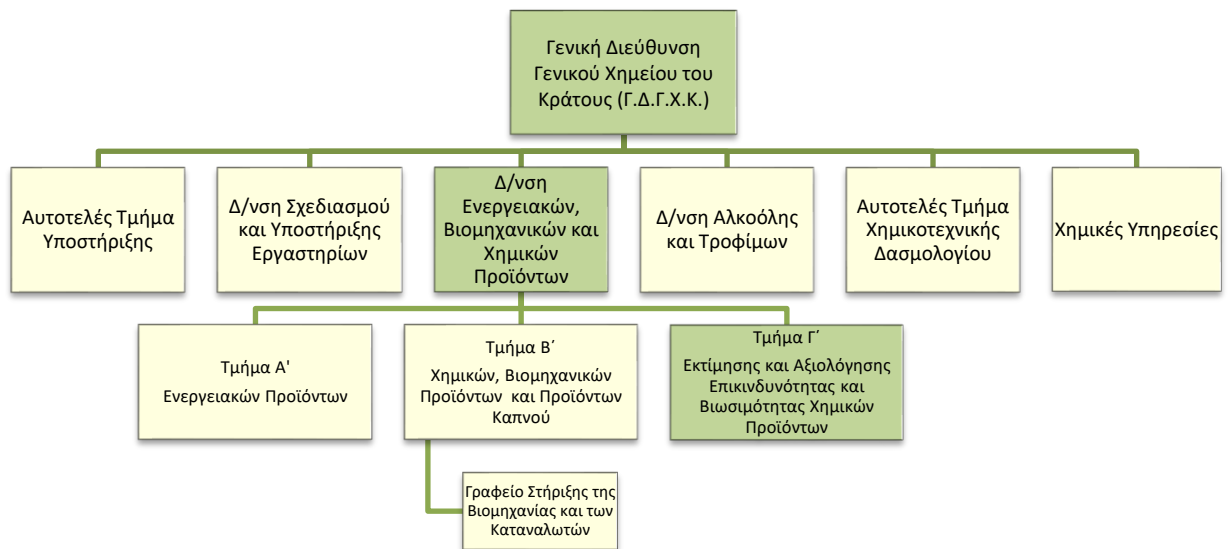 Γενική Διεύθυνση
Γενικού Χημείου του
Κράτους (Γ.Δ.Γ.Χ.Κ.)
Αυτοτελές Τμήμα
Υποστήριξης
Δ/νση Σχεδιασμού
και Υποστήριξης
Εργαστηρίων
Δ/νση
Ενεργειακών,
Βιομηχανικών και
Χημικών
Προϊόντων
Δ/νση Αλκοόλης
και Τροφίμων
Αυτοτελές Τμήμα
Χημικοτεχνικής
Δασμολογίου
Χημικές Υπηρεσίες
Τμήμα Α'
Ενεργειακών Προϊόντων
Τμήμα Β΄
Χημικών, Βιομηχανικών
Προϊόντων και Προϊόντων
Καπνού
Τμήμα Γ΄
Εκτίμησης και Αξιολόγησης
Επικινδυνότητας και
Βιωσιμότητας Χημικών
Προϊόντων
Γραφείο Στήριξης της
Βιομηχανίας και των
Καταναλωτών